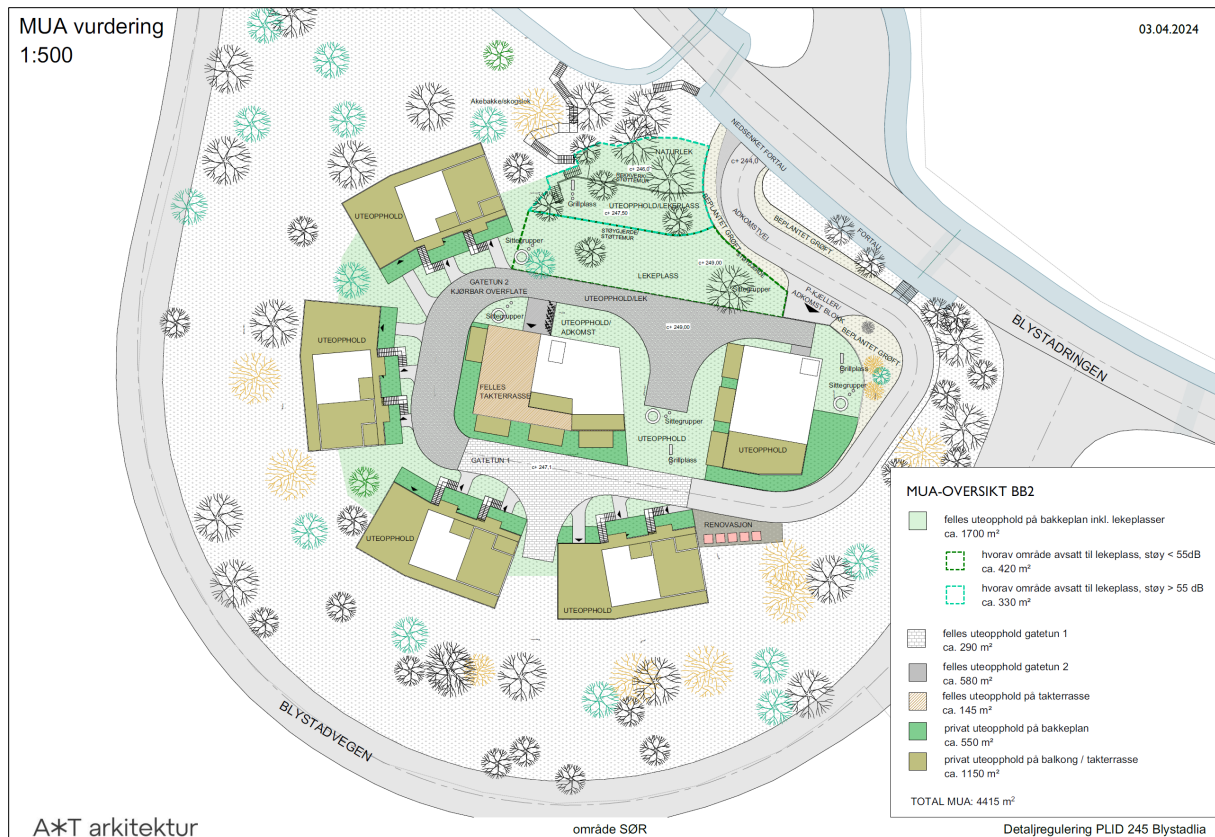 MUA vurdering
1:500
03.04.2024
Akebakke/skogslek
NEDSENKET FORTAU
NATURLEK
c+ 246,0
c+ 244,0
REKKVERK/
STØTTEMUR
Grillplass
UTEOPPHOLD/LEKEPLASS
c+ 247,50
BEPLANTET GRØFT
ADKOMSTVEI
BEPLANTET GRØFT
FORTAU
UTEOPPHOLD
STØYGJERDE/
STØTTEMUR
Sittegrupper
c+ 249,00
LEKEPLASS
Sittegrupper
GATETUN 2
KJØRBAR OVERFLATE
UTEOPPHOLD/LEK
P-KJELLER/
ADKOMST BLOKK
BLYSTADRINGEN
Sittegrupper
UTEOPPHOLD/
ADKOMST
c+ 249,00
BEPLANTET GRØFT
UTEOPPHOLD
Grillplass
Sittegrupper
FELLES
TAKTERRASSE
Sittegrupper
UTEOPPHOLD
UTEOPPHOLD
Grillplass
GATETUN 1
c+ 247,1
RENOVASJON
UTEOPPHOLD
UTEOPPHOLD
BLYSTADVEGEN
MUA-OVERSIKT BB2
felles uteopphold på bakkeplan inkl. lekeplasser
ca. 1700 m²
hvorav område avsatt til lekeplass, støy < 55dB
ca. 420 m²
hvorav område avsatt til lekeplass, støy > 55 dB
ca. 330 m²
felles uteopphold gatetun 1
ca. 290 m²
felles uteopphold gatetun 2
ca. 580 m²
felles uteopphold på takterrasse
ca. 145 m²
privat uteopphold på bakkeplan
ca. 550 m²
privat uteopphold på balkong / takterrasse
ca. 1150 m²
TOTAL MUA: 4415 m²
A*T arkitektur
område SØR
Detaljregulering PLID 245 Blystadlia